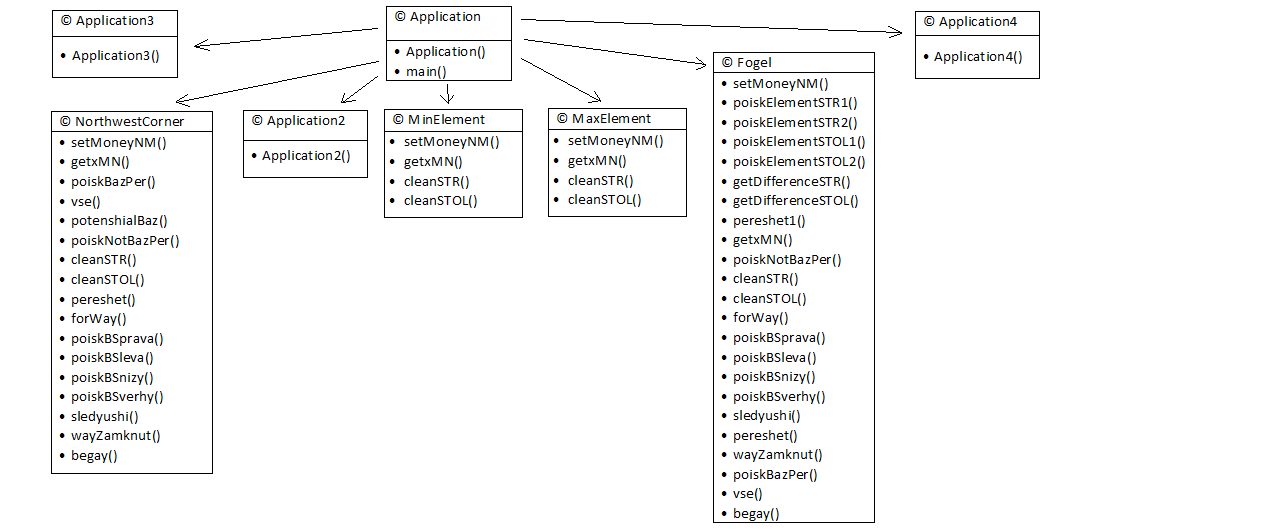 © Application3
• Application3()
© Application
• Application()
• main()
© Application4
• Application4()
© NorthwestCorner
• setMoneyNM()
• getxMN()
• poiskBazPer()
• vse()
• potenshialBaz()
• poiskNotBazPer()
• cleanSTR()
• cleanSTOL()
• pereshet()
• forWay()
• poiskBSprava()
• poiskBSleva()
• poiskBSnizy()
• poiskBSverhy()
• sledyushi()
• wayZamknut()
• begay()
© Application2
• Application2()
© MinElement
• setMoneyNM()
• getxMN()
• cleanSTR()
• cleanSTOL()
© MaxElement
• setMoneyNM()
• getxMN()
• cleanSTR()
• cleanSTOL()
© Fogel
• setMoneyNM()
• poiskElementSTR1()
• poiskElementSTR2()
• poiskElementSTOL1()
• poiskElementSTOL2()
• getDifferenceSTR()
• getDifferenceSTOL()
• pereshet1()
• getxMN()
• poiskNotBazPer()
• cleanSTR()
• cleanSTOL()
• forWay()
• poiskBSprava()
• poiskBSleva()
• poiskBSnizy()
• poiskBSverhy()
• sledyushi()
• pereshet()
• wayZamknut()
• poiskBazPer()
• vse()
• begay()